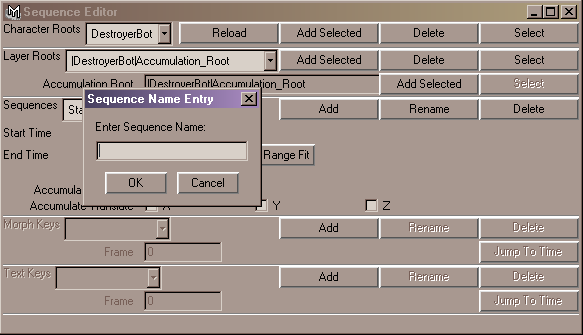 Sequence Editor
Character Roots DestroyerBot Reload Add Selected Delete Select
Layer Roots |DestroyerBot|Accumulation_Root Add Selected Delete Select
Accumulation Root |DestroyerBot|Accumulation_Root Add Selected Select
Sequence Name Entry
Sequences Sta Add Rename Delete
Enter Sequence Name:
Start Time
End Time Range Fit
OK Cancel
Accumulate Translate X Y Z
Morph Keys Add Rename Delete
Frame 0 Jump To Time
Text Keys Add Rename Delete
Frame 0 Jump To Time